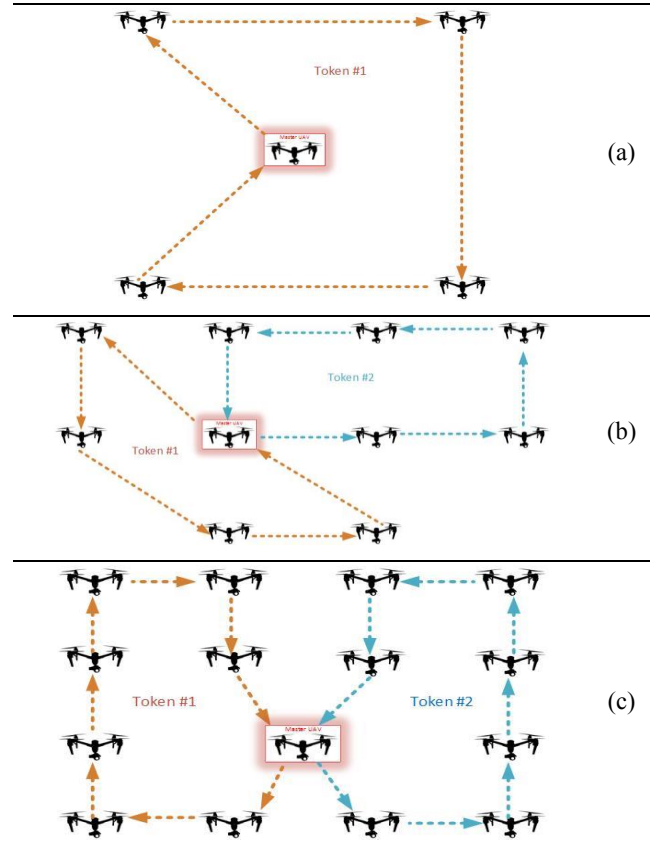 Token #1
Master UAV
(a)
Token #2
Master UAV
Token #1
(b)
Token #1
Token #2
Master UAV
(c)